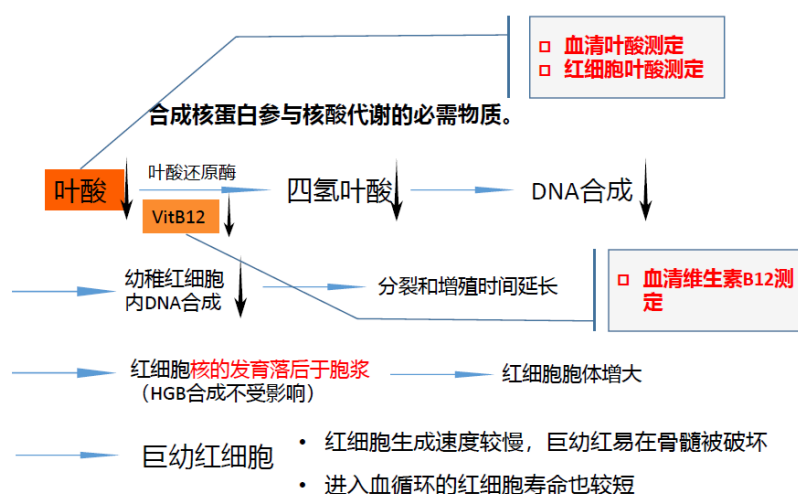 □ 血清叶酸测定
□ 红细胞叶酸测定
合成核蛋白参与核酸代谢的必需物质。
叶酸
叶酸还原酶
VitB12
四氢叶酸
DNA合成
幼稚红细胞
内DNA合成
分裂和增殖时间延长
□ 血清维生素B12测
定
红细胞核的发育落后于胞浆
（HGB合成不受影响）
红细胞胞体增大
巨幼红细胞
• 红细胞生成速度较慢，巨幼红易在骨髓被破坏
• 进入血循环的红细胞寿命也较短